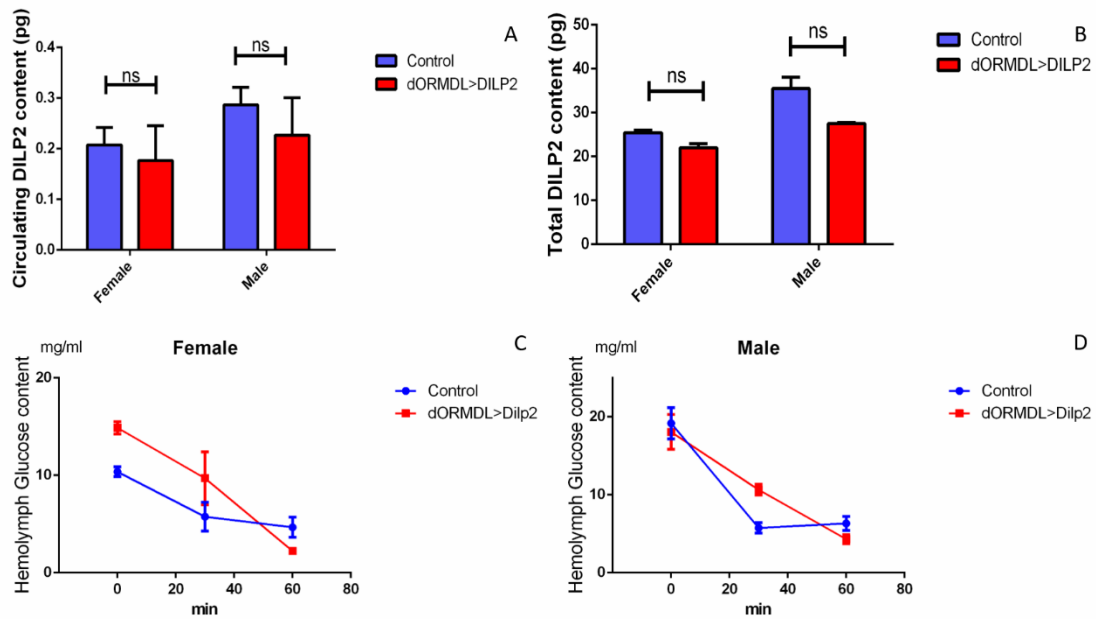 A
Circulating DILP2 content (pg)
0.4
0.3
0.2
0.1
0.0
ns
ns
Female
Male
Control
dORMDL>DILP2
B
Total DILP2 content (pg)
50
40
30
20
10
0
ns
ns
Female
Male
Control
dORMDL>DILP2
C
mg/ml
Female
Hemolymph Glucose content
20
10
0
0
20
40
60
80
min
Control
dORMDL>Dilp2
D
mg/ml
Male
Hemolymph Glucose content
20
10
0
0
20
40
60
80
min
Control
dORMDL>Dilp2